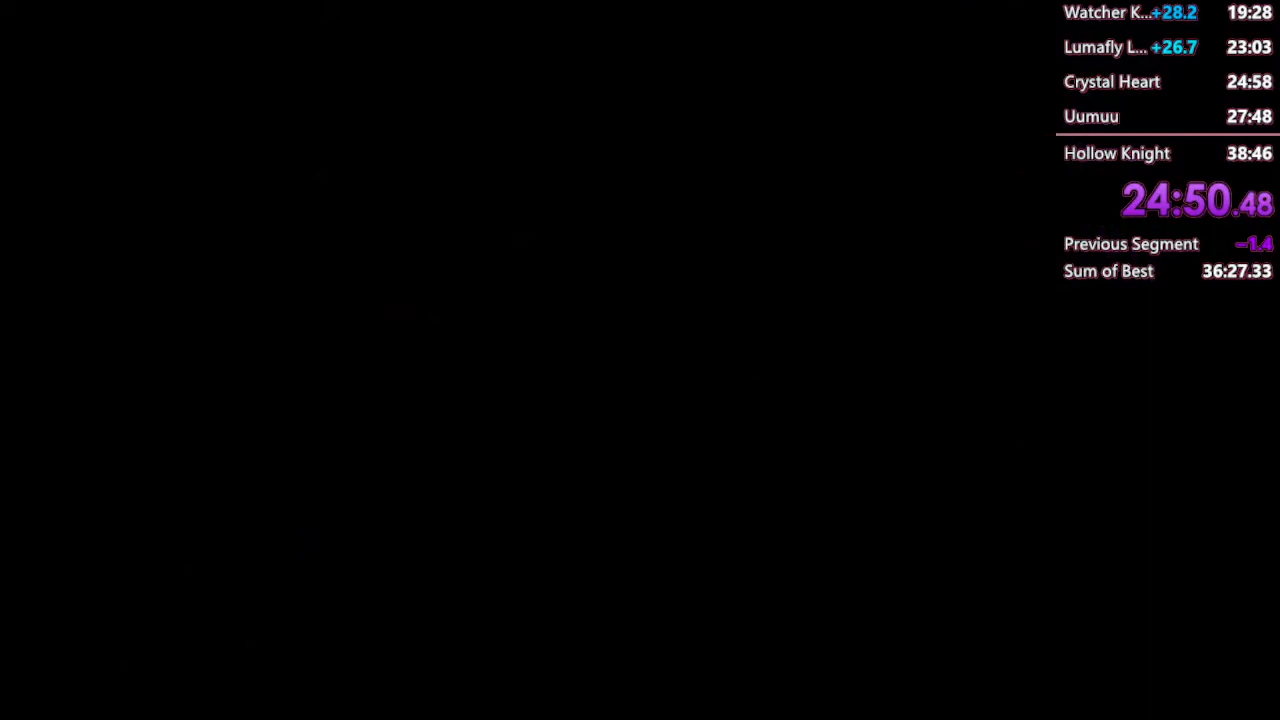 Watcher K... +28.2 19:28
Lumafly L... +26.7 23:03
Crystal Heart 24:58
Uumuu 27:48
Hollow Knight 38:46
24:50.48
Previous Segment −1.4
Sum of Best 36:27.33